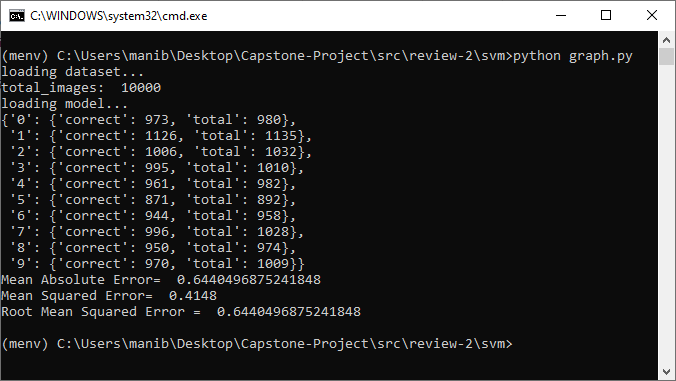 C:\WINDOWS\system32\cmd.exe
(menv) C:\Users\manib\Desktop\Capstone-Project\src\review-2\svm>python graph.py
loading dataset...
total_images:  10000
loading model...
{'0': {'correct': 973, 'total': 980},
 '1': {'correct': 1126, 'total': 1135},
 '2': {'correct': 1006, 'total': 1032},
 '3': {'correct': 995, 'total': 1010},
 '4': {'correct': 961, 'total': 982},
 '5': {'correct': 871, 'total': 892},
 '6': {'correct': 944, 'total': 958},
 '7': {'correct': 996, 'total': 1028},
 '8': {'correct': 950, 'total': 974},
 '9': {'correct': 970, 'total': 1009}}
Mean Absolute Error=  0.6440496875241848
Mean Squared Error=  0.4148
Root Mean Squared Error =  0.6440496875241848
(menv) C:\Users\manib\Desktop\Capstone-Project\src\review-2\svm>